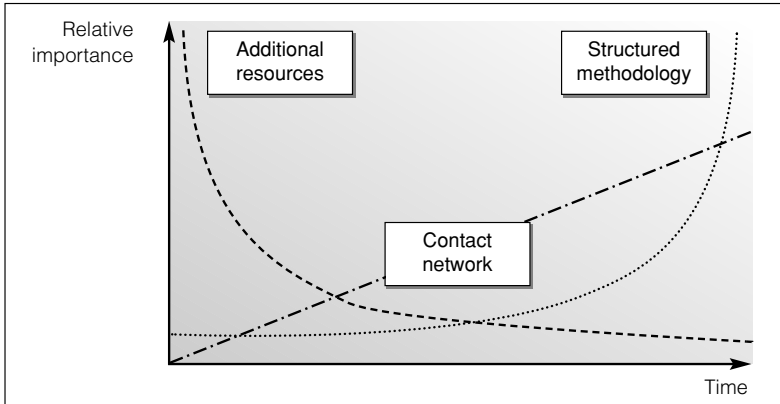 Relative
importance
Additional
resources
Structured
methodology
Contact
network
Time